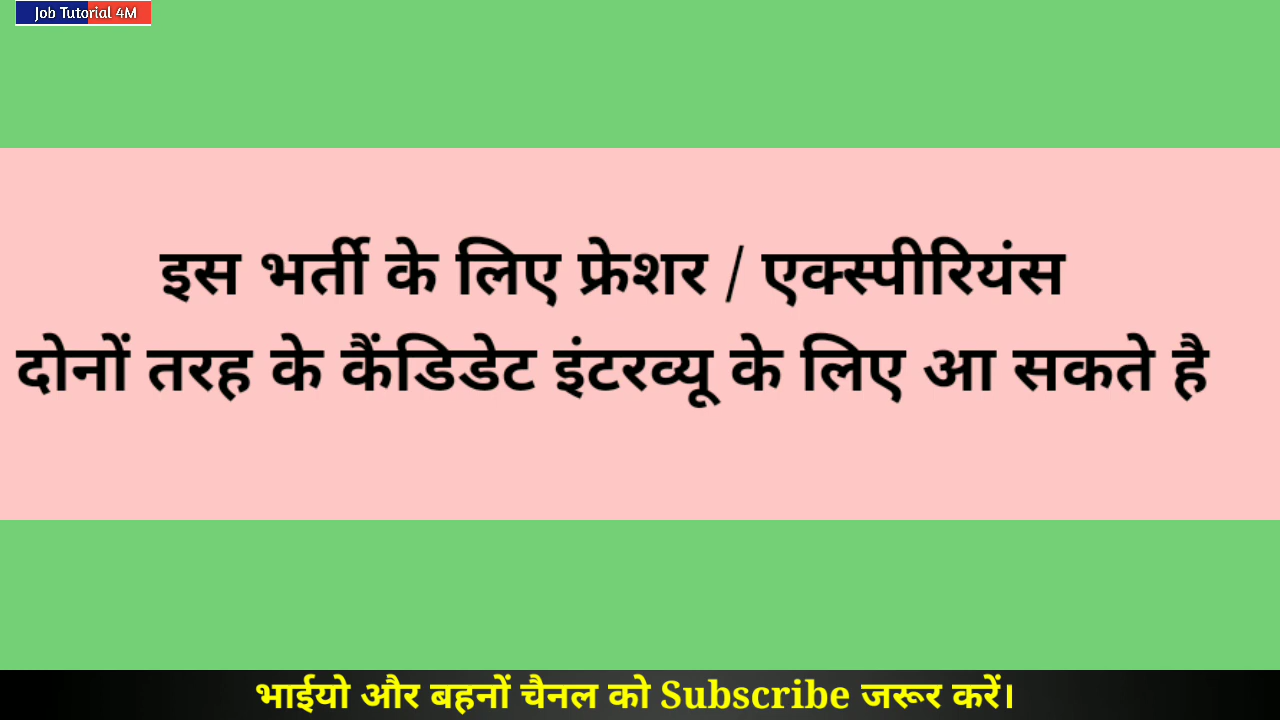 Job Tutorial 4M
इस भर्ती के लिए फ्रेशर / एक्स्पीरियंस
दोनों तरह के कैंडिडेट इंटरव्यू के लिए आ सकते है
भाईयो और बहनों चैनल को Subscribe जरूर करें।